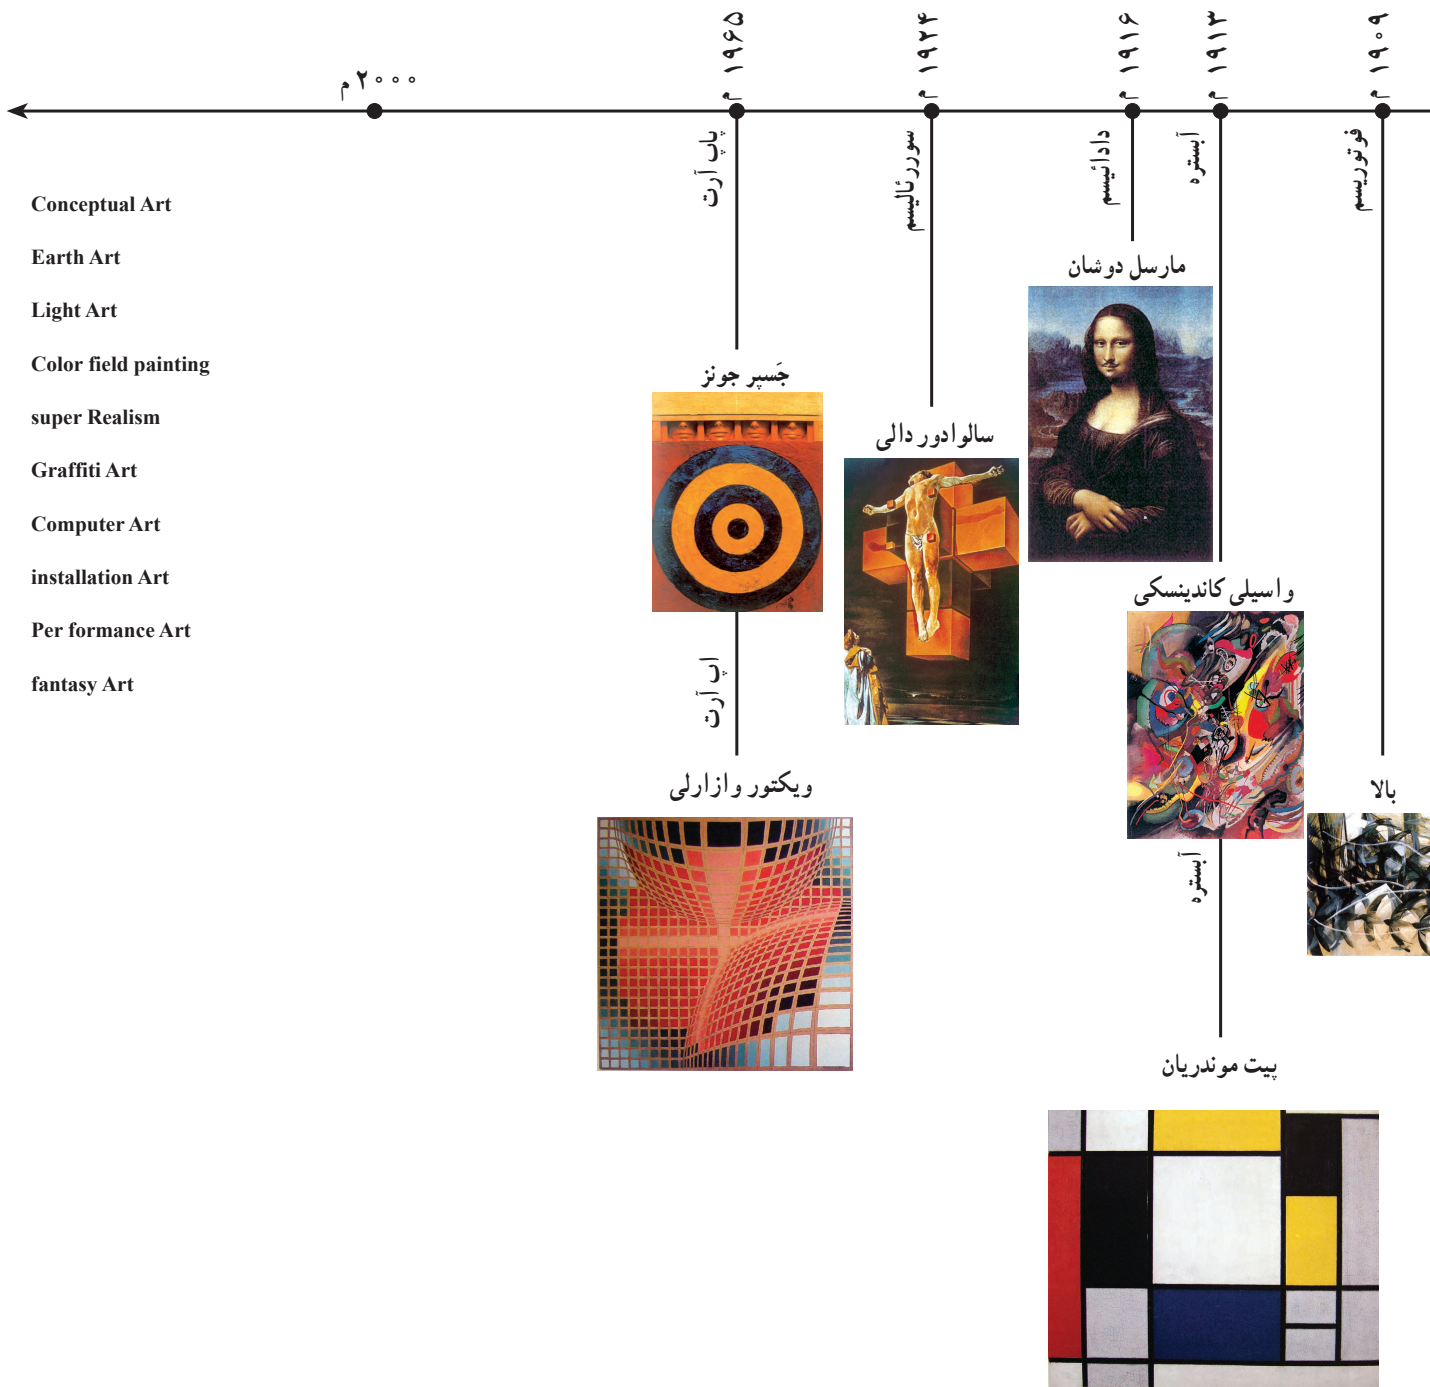 ۱۹۰۹ م
۱۹۱۳ م
۱۹۱۶ م
۱۹۲۴ م
۱۹۶۵ م
۲۰۰۰ م
فوتوریسم
آبستره
دادائیسم
سوررئالیسم
پاپ آرت
مارسل دوشان
جَسپر جونز
سالوادور دالی
واسیلی کاندینسکی
اپ آرت
ویکتور وازارلی
بالا
آبستره
پیت موندریان
Conceptual Art
Earth Art
Light Art
Color field painting
super Realism
Graffiti Art
Computer Art
installation Art
Per formance Art
fantasy Art